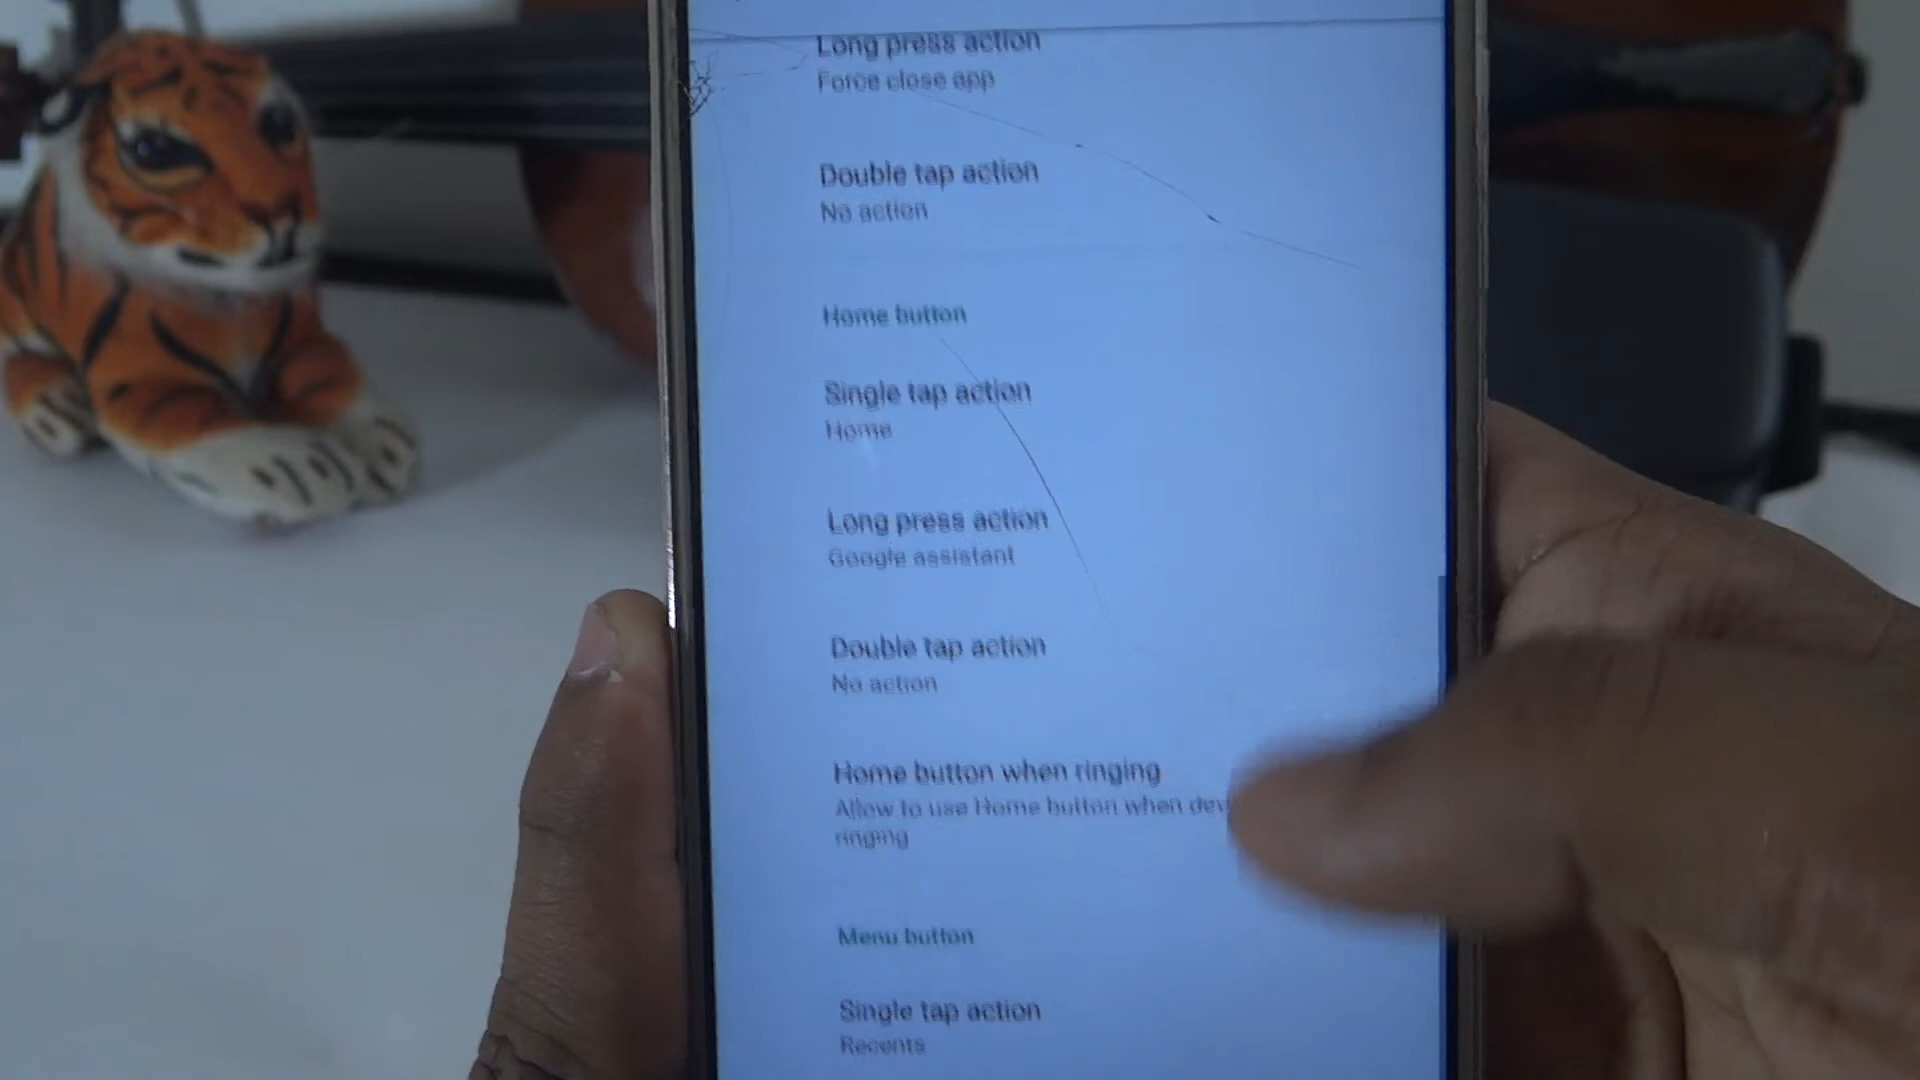 Long press action
Force close app
Double tap action
No action
Home button
Single tap action
Home
Long press action
Google assistant
Double tap action
No action
Home button when ringing
Allow to use Home button when dev
ringing
Menu button
Single tap action
Recents